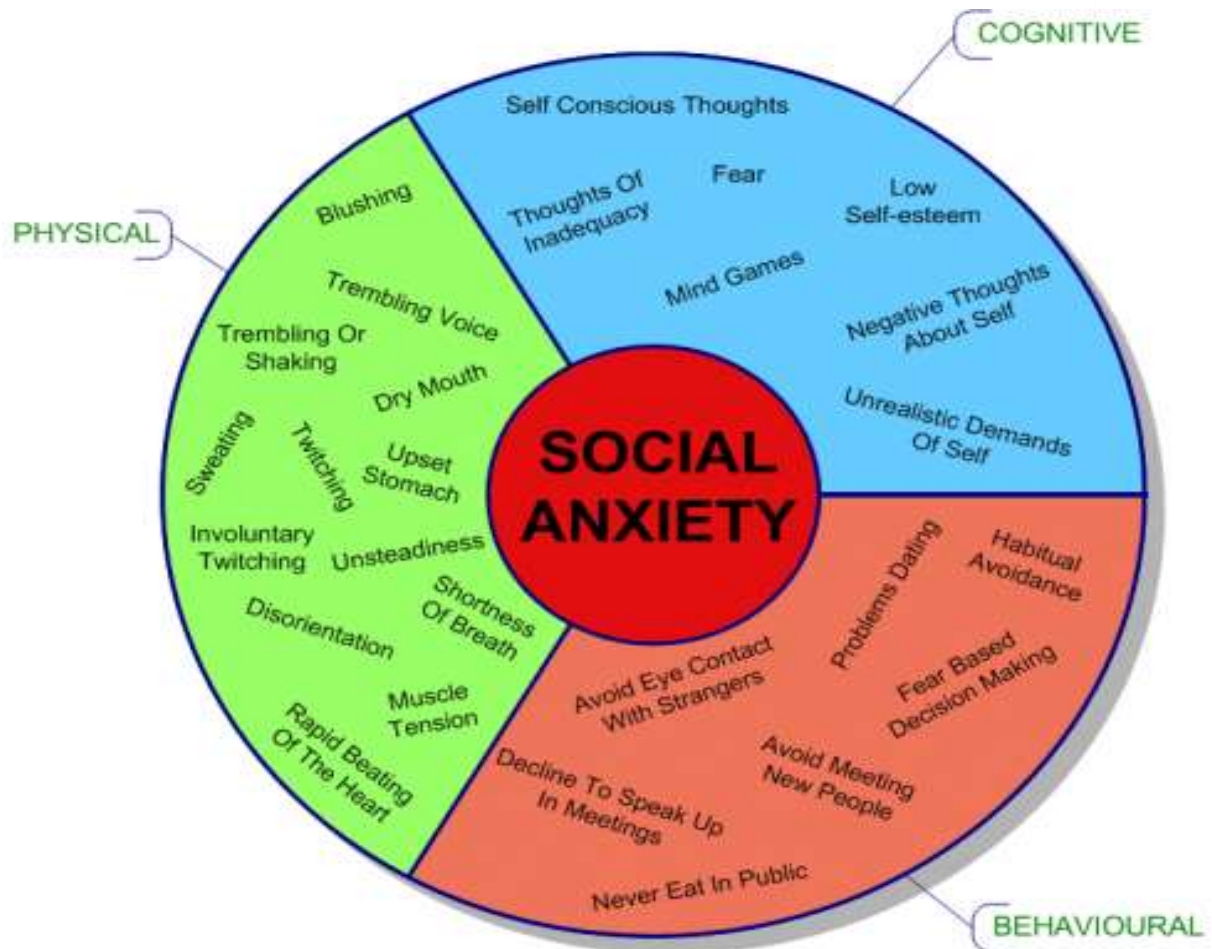 COGNITIVE
Self Conscious Thoughts
Fear
Low
Self-esteem
Thoughts Of
Inadequacy
Mind Games
Negative Thoughts
About Self
Unrealistic Demands
Of Self
PHYSICAL
Blushing
Trembling Voice
Trembling Or
Shaking
Dry Mouth
Sweating
Twitching
Upset
Stomach
Involuntary
Twitching
Unsteadiness
Shortness
Of Breath
Disorientation
Muscle
Tension
Rapid Beating
Of The Heart
SOCIAL
ANXIETY
Problems Dating
Habitual
Avoidance
Avoid Eye Contact
With Strangers
Fear Based
Decision Making
Avoid Meeting
New People
Decline To Speak Up
In Meetings
Never Eat In Public
BEHAVIOURAL